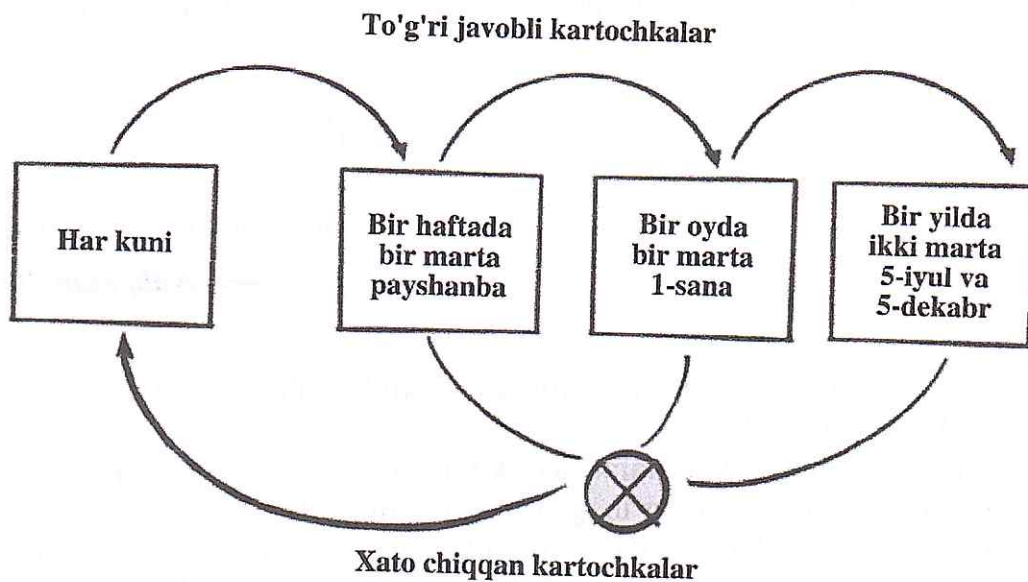 To'g'ri javobli kartochkalar
Har kuni
Bir haftada
bir marta
payshanba
Bir oyda
bir marta
1-sana
Bir yilda
ikki marta
5-iyul va
5-dekabr
Xato chiqqan kartochkalar